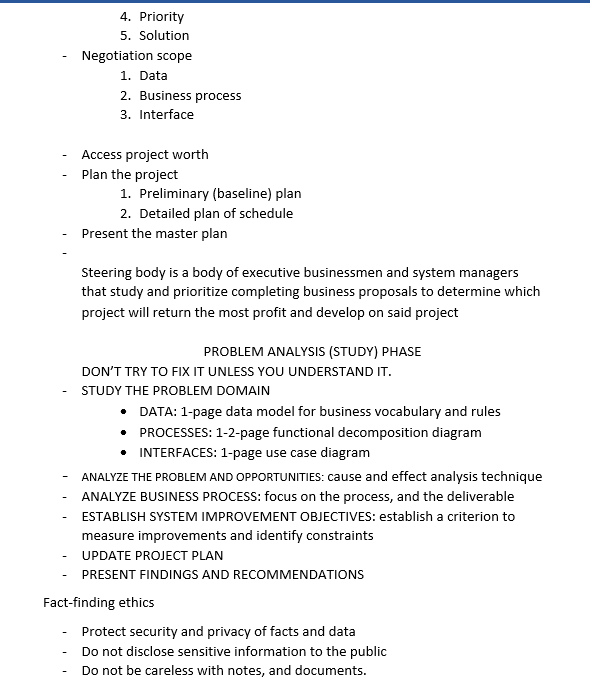 4. Priority
5. Solution
- Negotiation scope
1. Data
2. Business process
3. Interface
- Access project worth
- Plan the project
1. Preliminary (baseline) plan
2. Detailed plan of schedule
- Present the master plan
-
Steering body is a body of executive businessmen and system managers
that study and prioritize completing business proposals to determine which
project will return the most profit and develop on said project
PROBLEM ANALYSIS (STUDY) PHASE
DON'T TRY TO FIX IT UNLESS YOU UNDERSTAND IT.
- STUDY THE PROBLEM DOMAIN
• DATA: 1-page data model for business vocabulary and rules
• PROCESSES: 1-2-page functional decomposition diagram
• INTERFACES: 1-page use case diagram
- ANALYZE THE PROBLEM AND OPPORTUNITIES: cause and effect analysis technique
- ANALYZE BUSINESS PROCESS: focus on the process, and the deliverable
- ESTABLISH SYSTEM IMPROVEMENT OBJECTIVES: establish a criterion to
measure improvements and identify constraints
- UPDATE PROJECT PLAN
- PRESENT FINDINGS AND RECOMMENDATIONS
Fact-finding ethics
- Protect security and privacy of facts and data
- Do not disclose sensitive information to the public
- Do not be careless with notes, and documents.